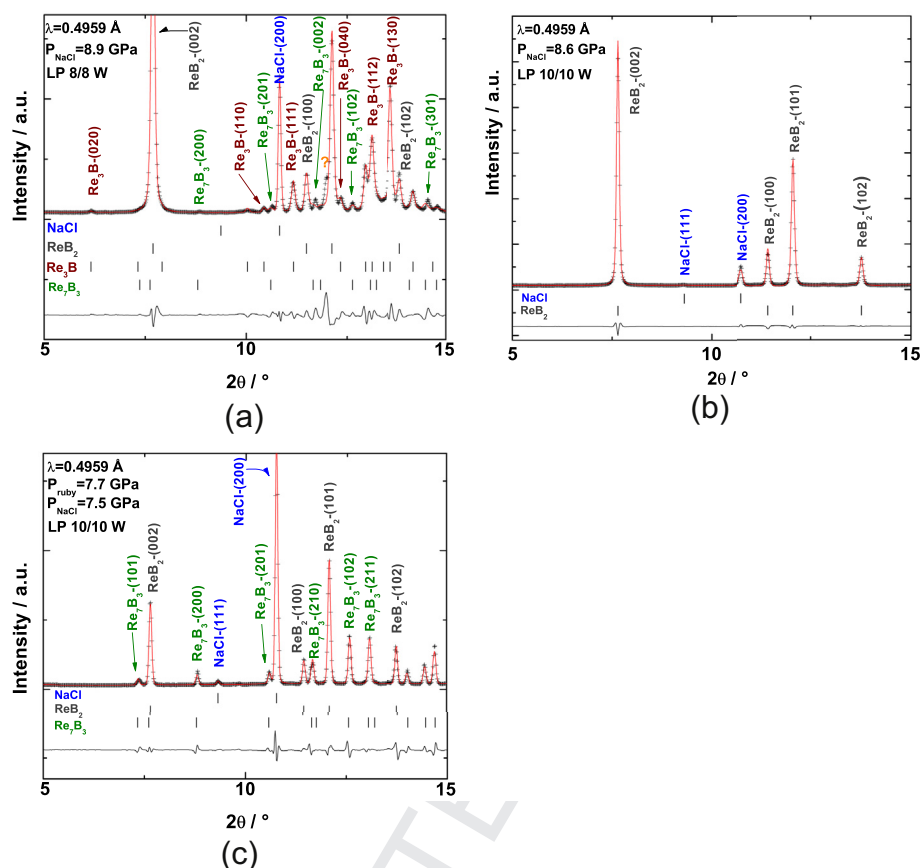 λ=0.4959 Å
P_NaCl=8.9 GPa
LP 8/8 W
Intensity / a.u.
Re₃B-(020)
ReB₂-(002)
Re₇B₃-(200)
Re₃B-(110)
Re₇B₃-(201)
NaCl-(200)
Re₃B-(111)
ReB₂-(100)
Re₇B₃-(002)
?
Re₃B-(040)
Re₇B₃-(102)
Re₃B-(112)
Re₃B-(130)
ReB₂-(102)
Re₇B₃-(301)
NaCl
ReB₂
Re₃B
Re₇B₃
5 10 15
2θ / °
(a)
λ=0.4959 Å
P_NaCl=8.6 GPa
LP 10/10 W
Intensity / a.u.
ReB₂-(002)
NaCl-(111)
NaCl-(200)
ReB₂-(100)
ReB₂-(101)
ReB₂-(102)
NaCl
ReB₂
5 10 15
2θ / °
(b)
λ=0.4959 Å
P_ruby=7.7 GPa
P_NaCl=7.5 GPa
LP 10/10 W
Intensity / a.u.
Re₇B₃-(101)
ReB₂-(002)
Re₇B₃-(200)
NaCl-(111)
Re₇B₃-(201)
NaCl-(200)
ReB₂-(100)
Re₇B₃-(210)
ReB₂-(101)
Re₇B₃-(102)
Re₇B₃-(211)
ReB₂-(102)
NaCl
ReB₂
Re₇B₃
5 10 15
2θ / °
(c)